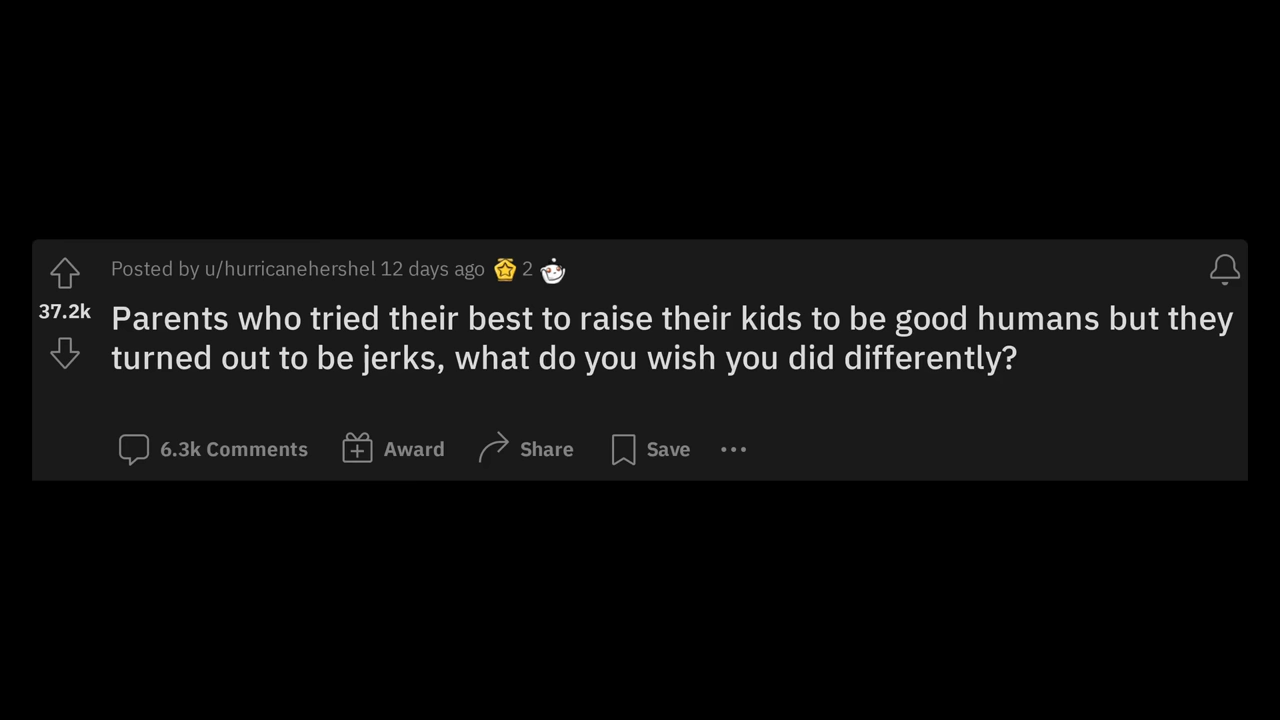 Posted by u/hurricanehershel 12 days ago 2
37.2k
Parents who tried their best to raise their kids to be good humans but they
turned out to be jerks, what do you wish you did differently?
6.3k Comments Award Share Save